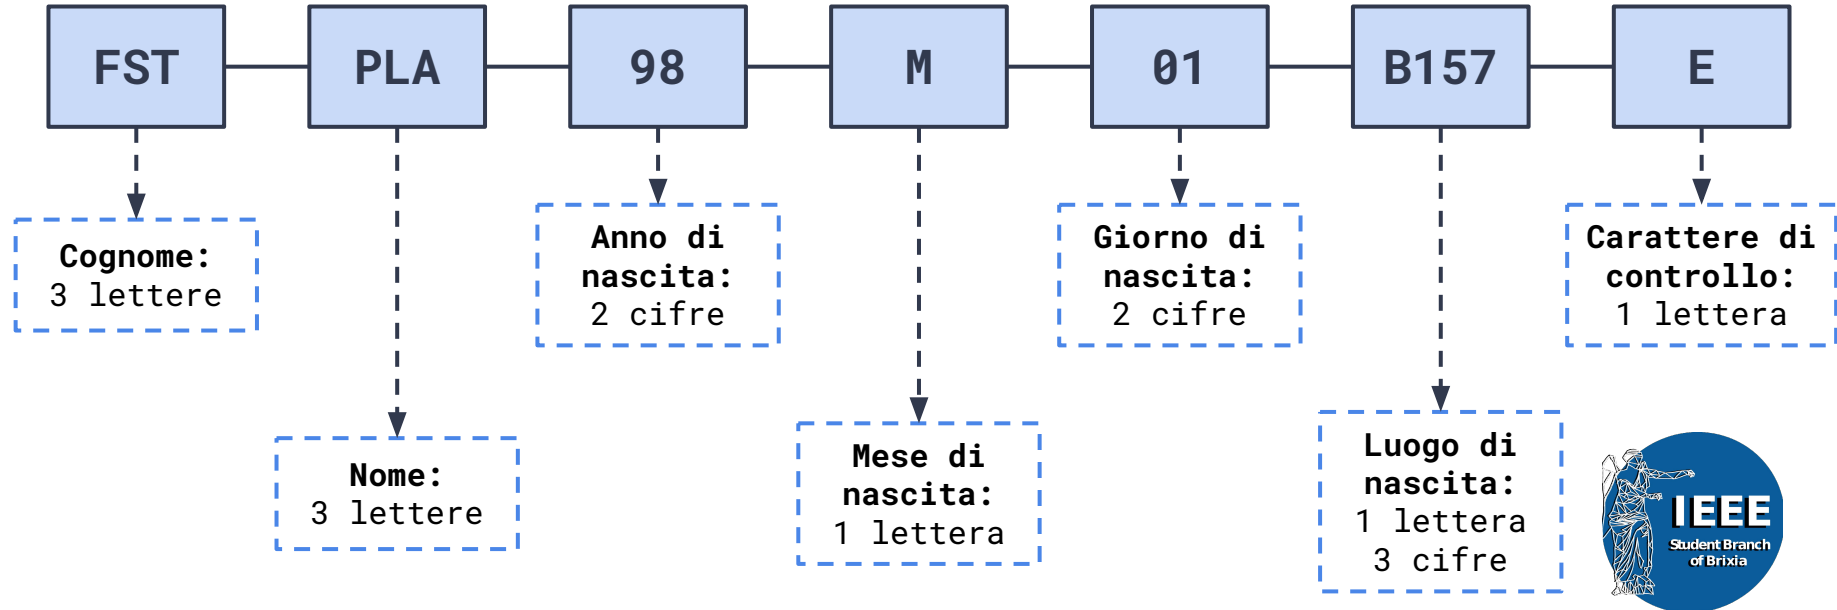 FST PLA 98 M 01 B157 E
Cognome:
3 lettere
Nome:
3 lettere
Anno di
nascita:
2 cifre
Mese di
nascita:
1 lettera
Giorno di
nascita:
2 cifre
Luogo di
nascita:
1 lettera
3 cifre
Carattere di
controllo:
1 lettera
IEEE
Student Branch
of Brixia